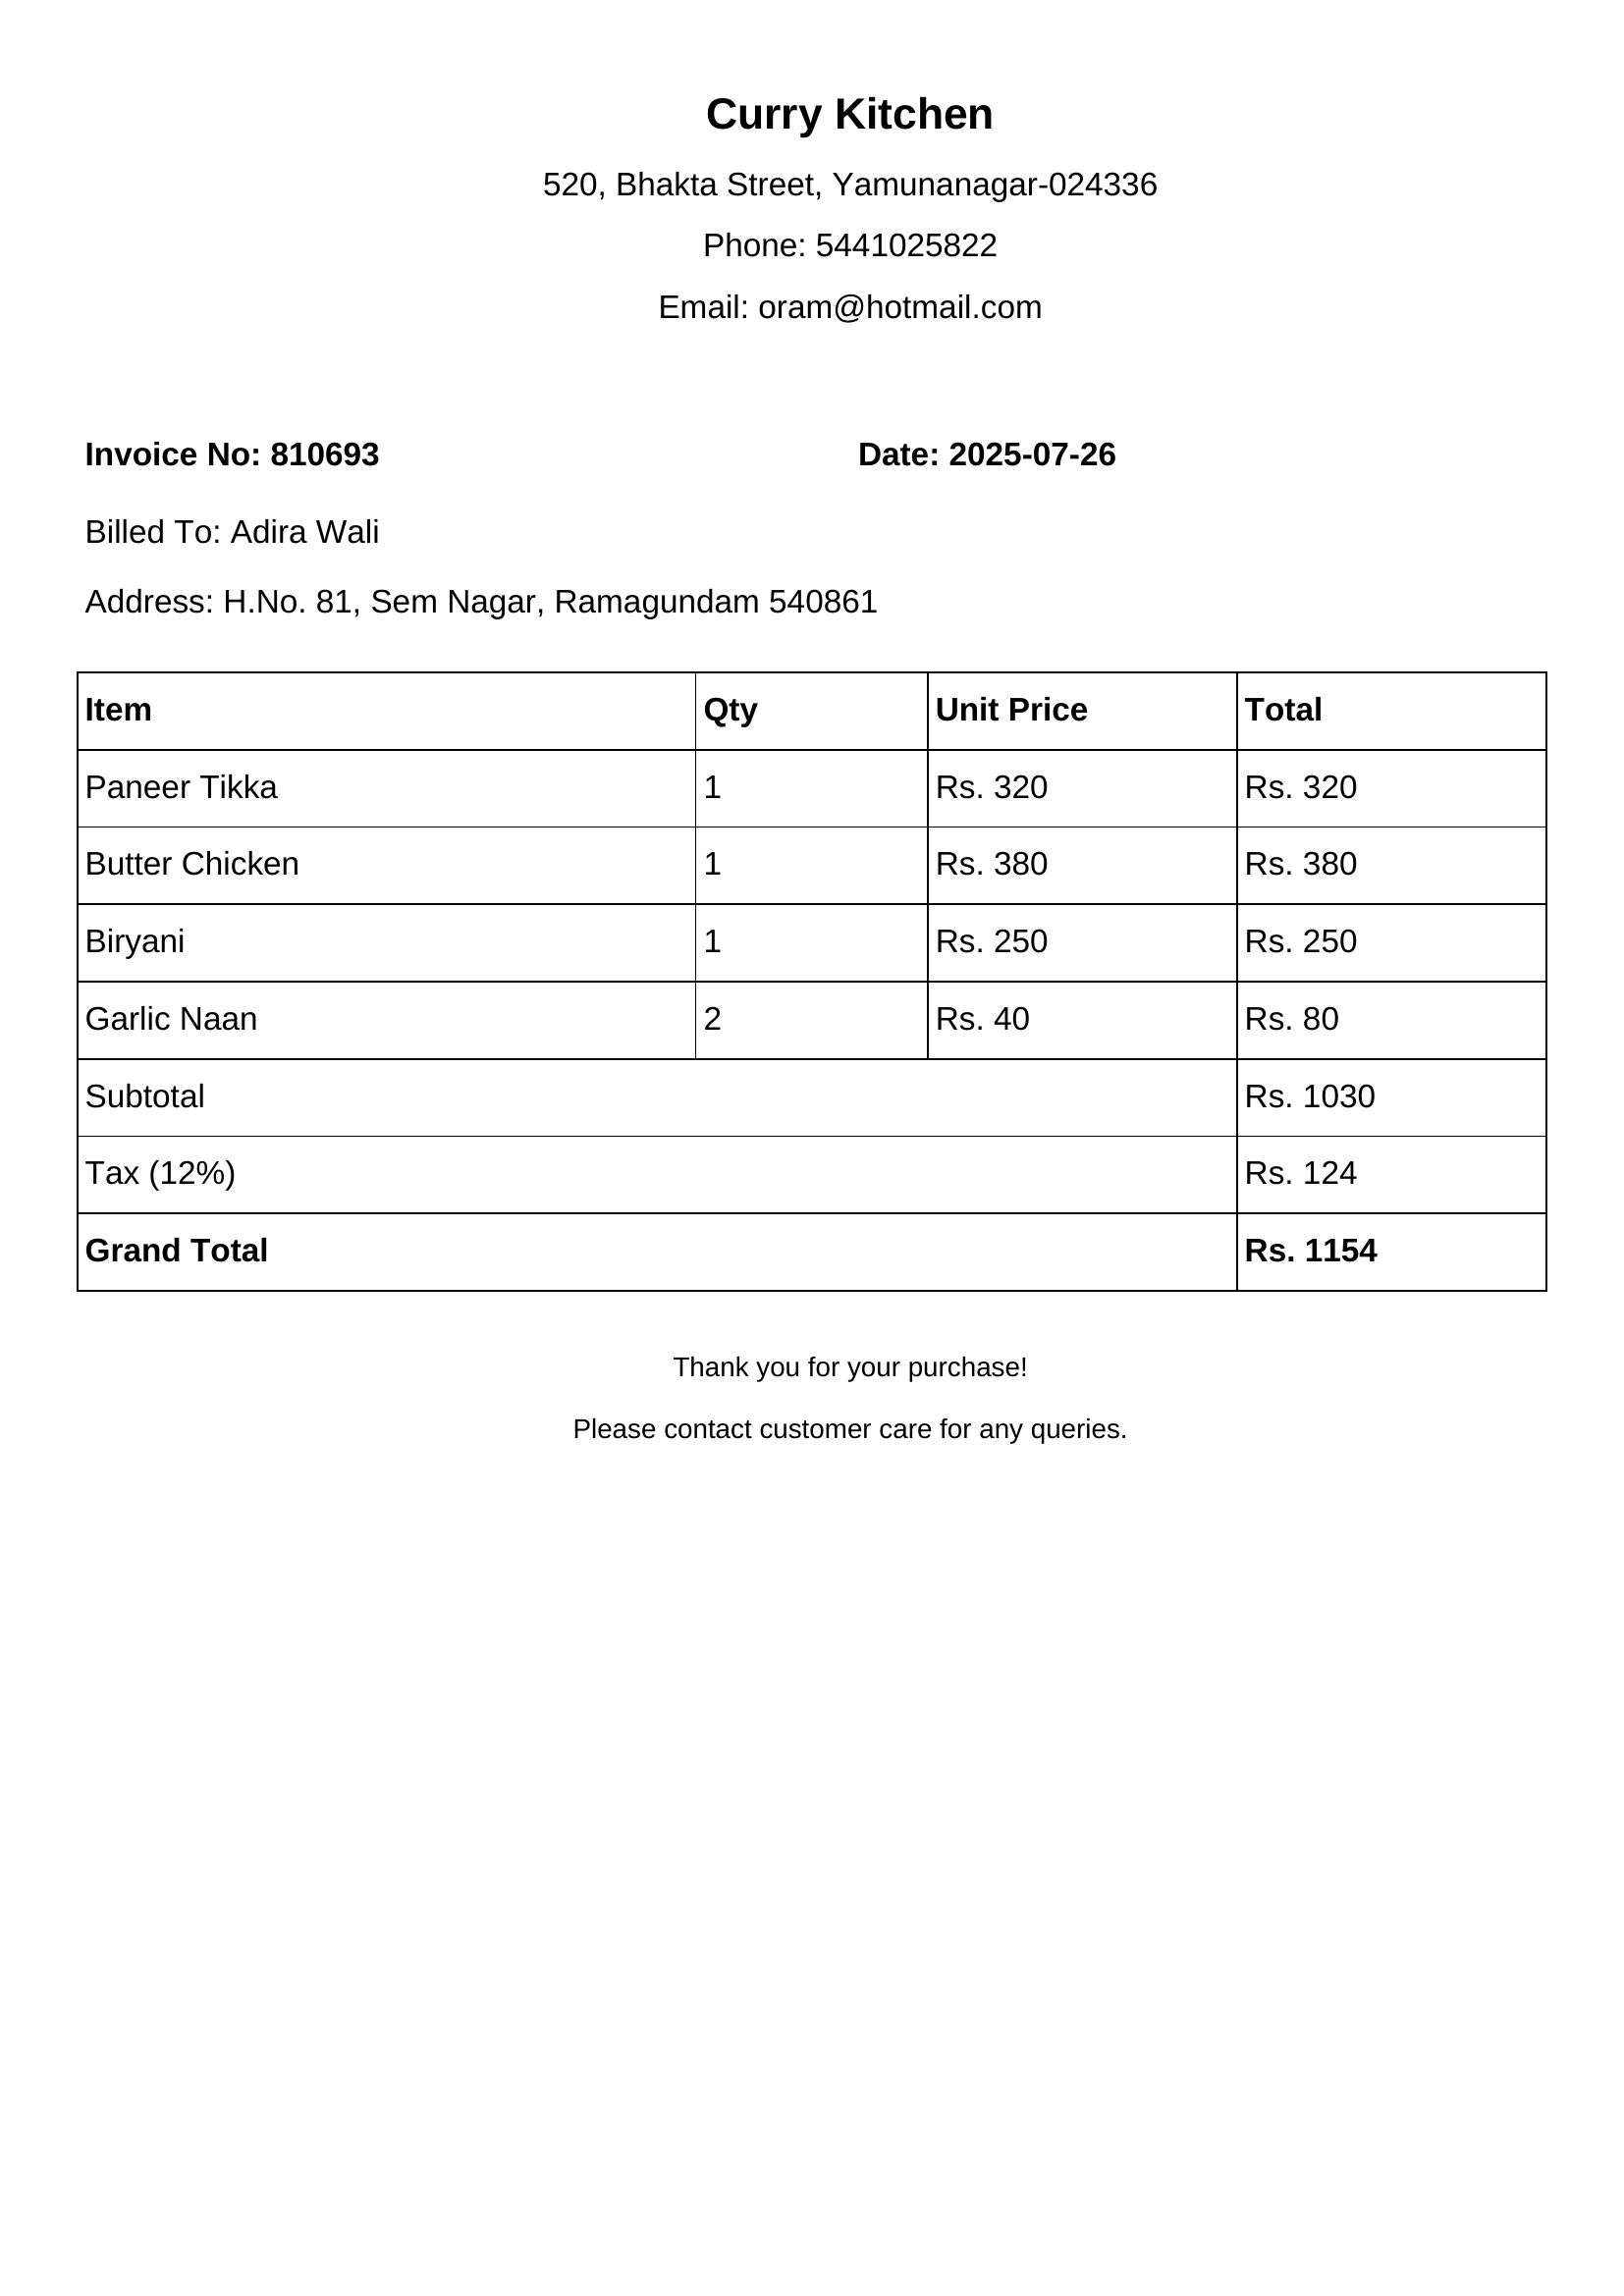 Curry Kitchen
520, Bhakta Street, Yamunanagar-024336
Phone: 5441025822
Email: oram@hotmail.com
Invoice No: 810693 Date: 2025-07-26
Billed To: Adira Wali
Address: H.No. 81, Sem Nagar, Ramagundam 540861
Item Qty Unit Price Total
Paneer Tikka 1 Rs. 320 Rs. 320
Butter Chicken 1 Rs. 380 Rs. 380
Biryani 1 Rs. 250 Rs. 250
Garlic Naan 2 Rs. 40 Rs. 80
Subtotal Rs. 1030
Tax (12%) Rs. 124
Grand Total Rs. 1154
Thank you for your purchase!
Please contact customer care for any queries.